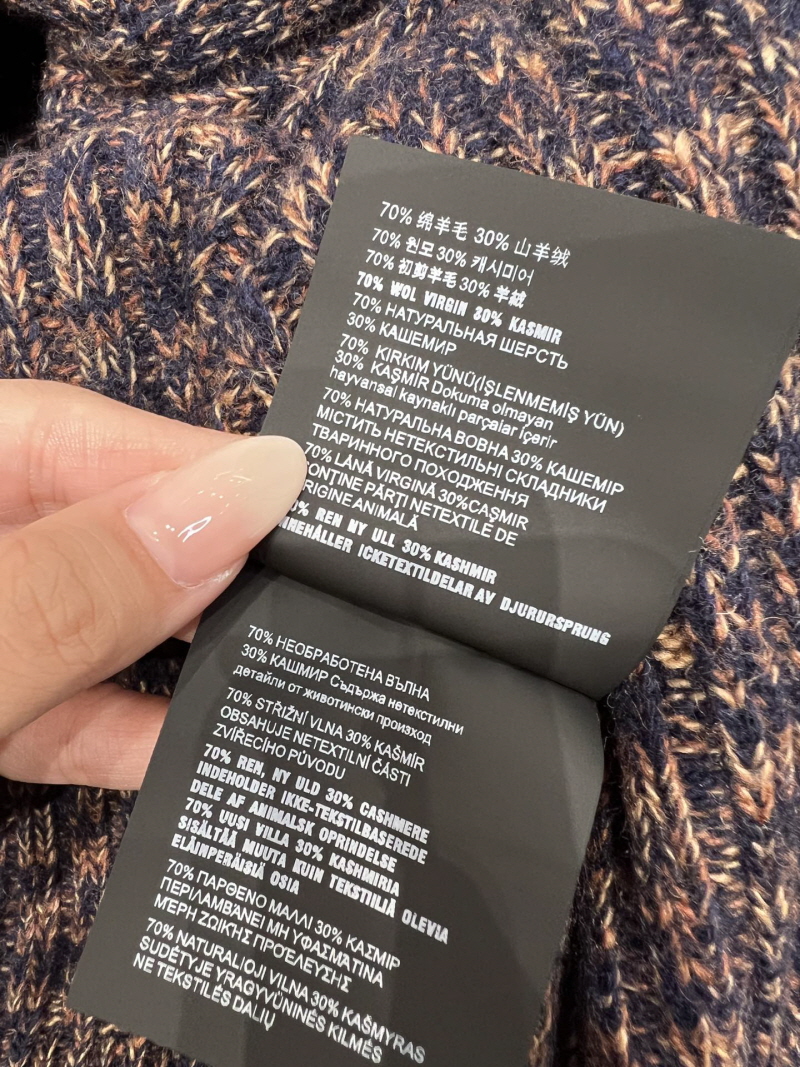 70% 绵羊毛 30% 山羊绒
70% 원모 30% 캐시미어
70% 初剪羊毛 30% 羊絨
70% WOL VIRGIN 30% KASMIR
70% НАТУРАЛЬНАЯ ШЕРСТЬ
30% КАШЕМИР
70% KIRKIM YÜNÜ(İŞLENMEMİŞ YÜN)
30% KAŞMİR Dokuma olmayan
hayvansal kaynaklı parçalar İçerir
70% НАТУРАЛЬНА ВОВНА 30% КАШЕМІР
МІСТИТЬ НЕТЕКСТИЛЬНІ СКЛАДНИКИ
ТВАРИННОГО ПОХОДЖЕННЯ
70% LÂNĂ VIRGINĂ 30%CAŞMIR
CONŢINE PĂRŢI NETEXTILE DE
ORIGINE ANIMALĂ
% REN NY ULL 30% KASHMIR
INNEHÅLLER ICKETEXTILDELAR AV DJURURSPRUNG
70% НЕОБРАБОТЕНА ВЪЛНА
30% КАШМИР Съдържа нетекстилни
детайли от животински произход
70% STŘIŽNÍ VLNA 30% KAŠMÍR
OBSAHUJE NETEXTILNÍ ČÁSTI
ZVÍŘECÍHO PŮVODU
70% REN, NY ULD 30% CASHMERE
INDEHOLDER IKKE-TEKSTILBASEREDE
DELE AF ANIMALSK OPRINDELSE
70% UUSI VILLA 30% KASHMIRIA
SISÄLTÄÄ MUUTA KUIN TEKSTIILIÄ OLEVIA
ELÄINPERÄISIÄ OSIA
70% ΠΑΡΘΕΝΟ ΜΑΛΛΙ 30% ΚΑΣΜΙΡ
ΠΕΡΙΛΑΜΒΑΝΕΙ ΜΗ ΥΦΑΣΜΑΤΙΝΑ
ΜΕΡΗ ΖΩΙΚΗΣ ΠΡΟΕΛΕΥΣΗΣ
70% NATURALIOJI VILNA 30% KAŠMYRAS
SUDĖTYJE YRAGYVŪNINĖS KILMĖS
NE TEKSTILĖS DALIŲ